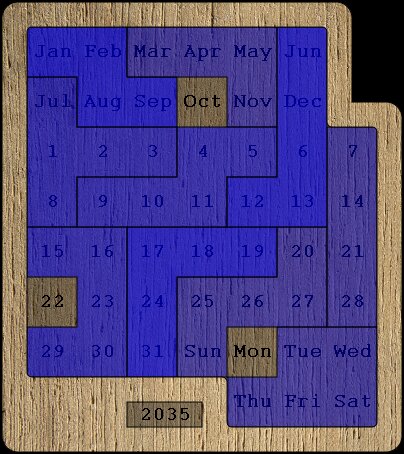 Jan Feb Mar Apr May Jun
Jul Aug Sep Oct Nov Dec
1 2 3 4 5 6 7
8 9 10 11 12 13 14
15 16 17 18 19 20 21
22 23 24 25 26 27 28
29 30 31 Sun Mon Tue Wed
Thu Fri Sat
2035